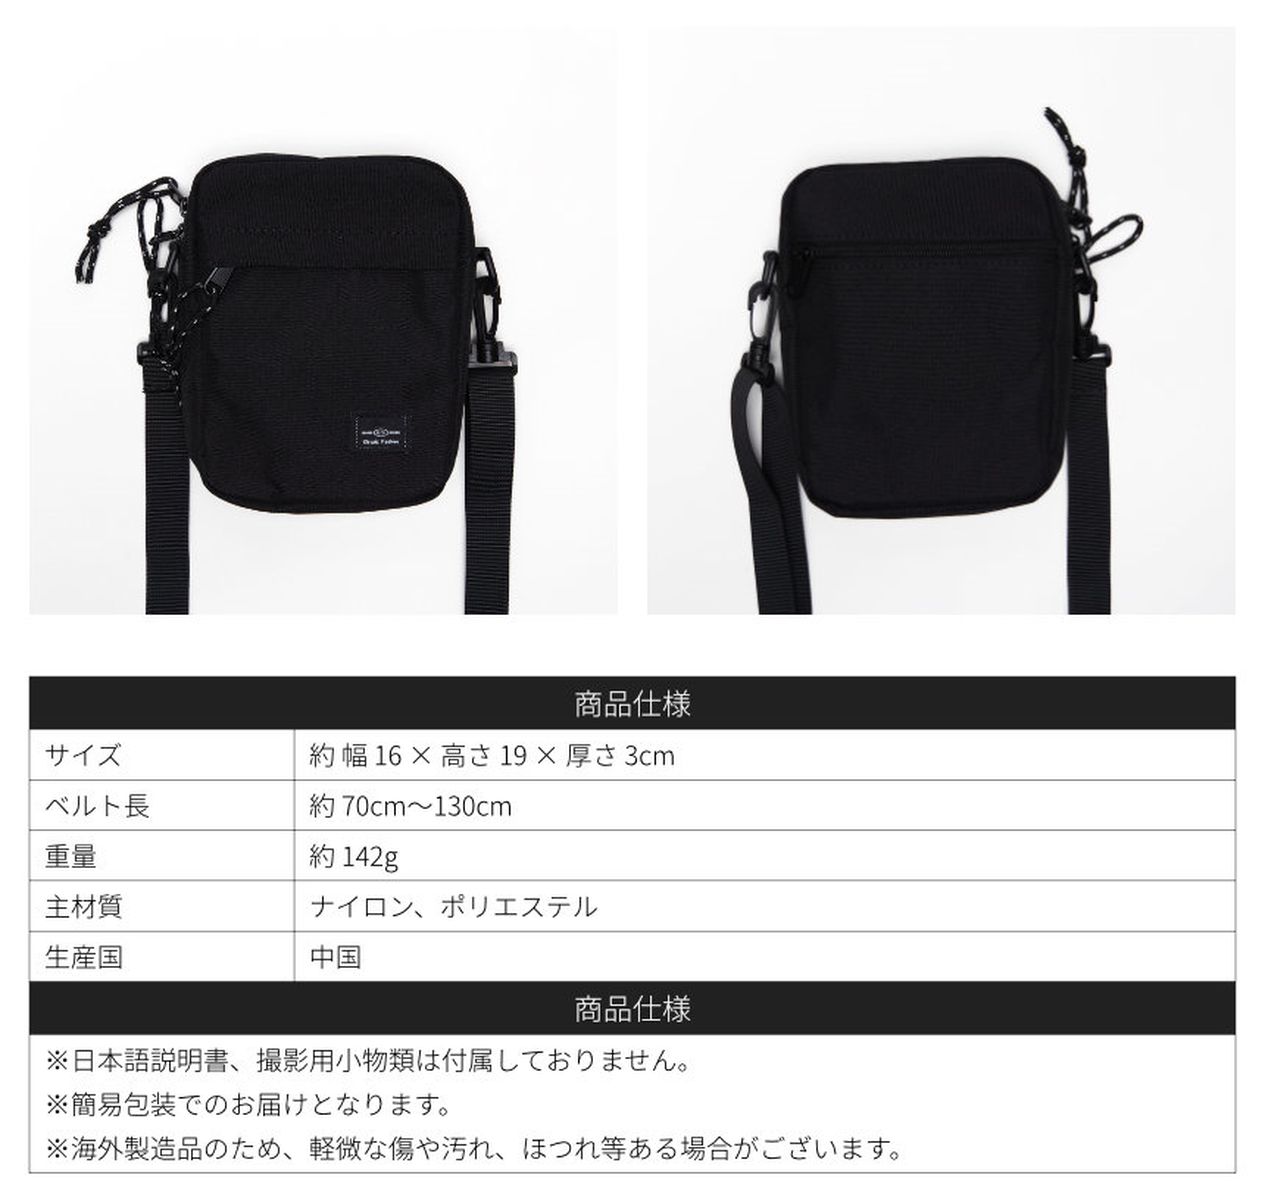 商品仕様
サイズ 約 幅 16 × 高さ 19 × 厚さ 3cm
ベルト長 約 70cm～130cm
重量 約 142g
主材質 ナイロン、ポリエステル
生産国 中国
商品仕様
※日本語説明書、撮影用小物類は付属しておりません。
※簡易包装でのお届けとなります。
※海外製造品のため、軽微な傷や汚れ、ほつれ等ある場合がございます。